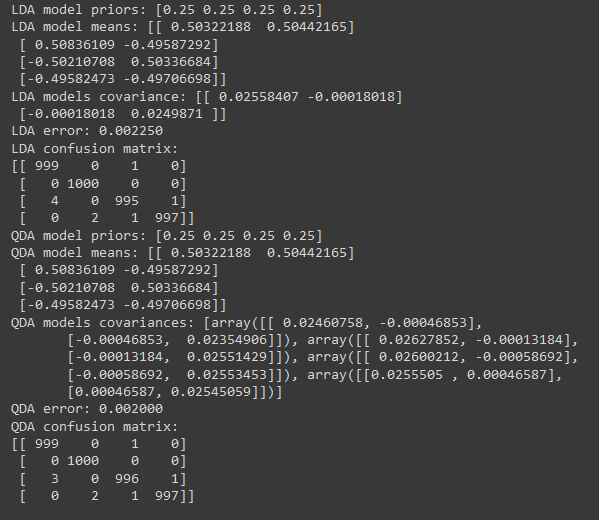 LDA model priors: [0.25 0.25 0.25 0.25]
LDA model means: [[ 0.50322188  0.50442165]
 [ 0.50836109 -0.49587292]
 [-0.50210708  0.50336684]
 [-0.49582473 -0.49706698]]
LDA models covariance: [[ 0.02558407 -0.00018018]
 [-0.00018018  0.0249871 ]]
LDA error: 0.002250
LDA confusion matrix:
[[ 999    0    1    0]
 [   0 1000    0    0]
 [   4    0  995    1]
 [   0    2    1  997]]
QDA model priors: [0.25 0.25 0.25 0.25]
QDA model means: [[ 0.50322188  0.50442165]
 [ 0.50836109 -0.49587292]
 [-0.50210708  0.50336684]
 [-0.49582473 -0.49706698]]
QDA models covariances: [array([[ 0.02460758, -0.00046853],
       [-0.00046853,  0.02354906]]), array([[ 0.02627852, -0.00013184],
       [-0.00013184,  0.02551429]]), array([[ 0.02600212, -0.00058692],
       [-0.00058692,  0.02553453]]), array([[0.0255505 , 0.00046587],
       [0.00046587, 0.02545059]])]
QDA error: 0.002000
QDA confusion matrix:
[[ 999    0    1    0]
 [   0 1000    0    0]
 [   3    0  996    1]
 [   0    2    1  997]]